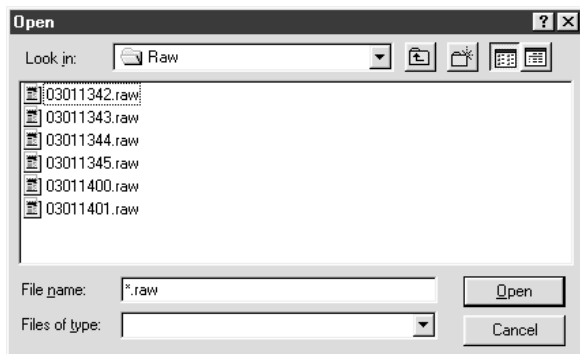 Open
Look in: Raw
03011342.raw
03011343.raw
03011344.raw
03011345.raw
03011400.raw
03011401.raw
File name: *.raw Open
Files of type: Cancel